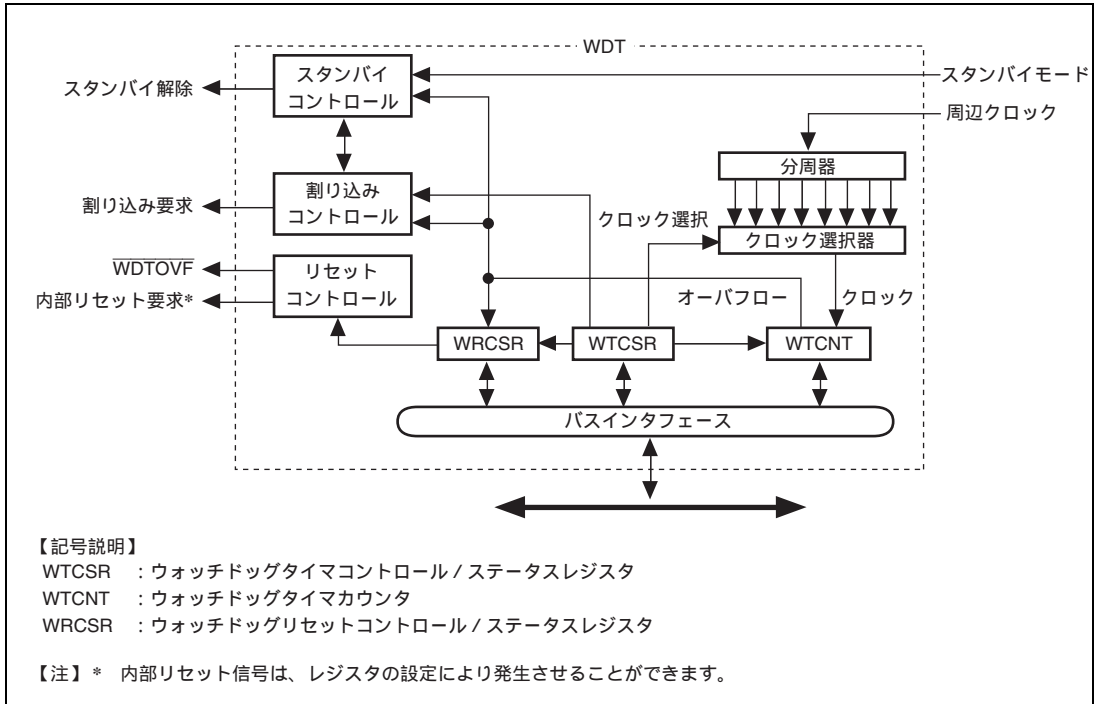 WDT
スタンバイ解除
スタンバイ
コントロール
スタンバイモード
周辺クロック
分周器
割り込み要求
割り込み
コントロール
クロック選択
クロック選択器
WDTOVF
内部リセット要求*
リセット
コントロール
オーバフロー
クロック
WRCSR
WTCSR
WTCNT
バスインタフェース
【記号説明】
WTCSR : ウォッチドッグタイマコントロール / ステータスレジスタ
WTCNT : ウォッチドッグタイマカウンタ
WRCSR : ウォッチドッグリセットコントロール / ステータスレジスタ
【注】* 内部リセット信号は、レジスタの設定により発生させることができます。